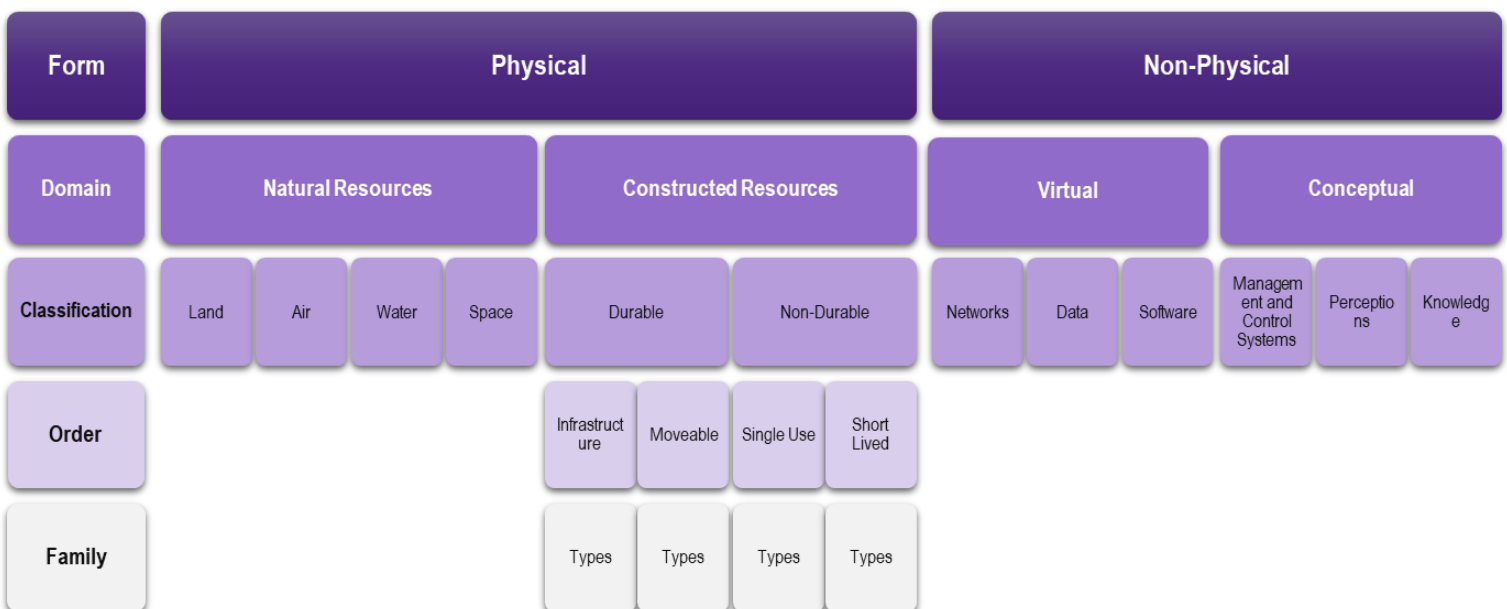 Form
Physical
Non-Physical
Domain
Natural Resources
Constructed Resources
Virtual
Conceptual
Classification
Land
Air
Water
Space
Durable
Non-Durable
Networks
Data
Software
Managem
ent and
Control
Systems
Perceptio
ns
Knowledg
e
Order
Infrastruct
ure
Moveable
Single Use
Short
Lived
Family
Types
Types
Types
Types